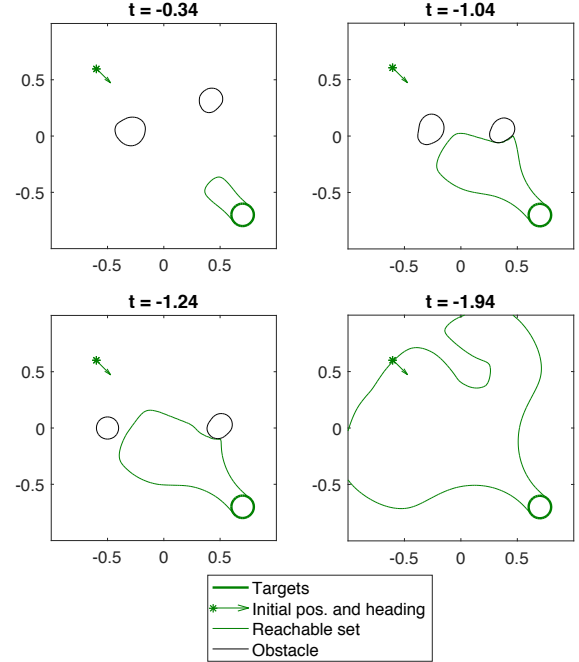 t = -0.34
t = -1.04
0.5
0
-0.5
-0.5 0 0.5
0.5
0
-0.5
-0.5 0 0.5
t = -1.24
t = -1.94
0.5
0
-0.5
-0.5 0 0.5
0.5
0
-0.5
-0.5 0 0.5
Targets
Initial pos. and heading
Reachable set
Obstacle